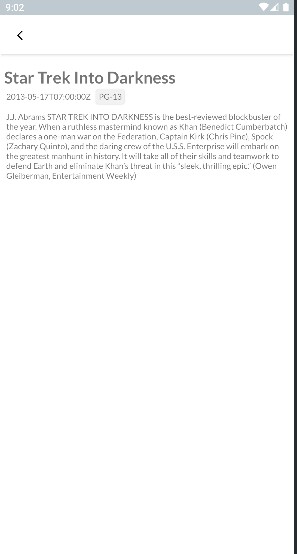 9:02
Star Trek Into Darkness
2013-05-17T07:00:00Z PG-13
J.J. Abrams STAR TREK INTO DARKNESS is the best-reviewed blockbuster of
the year. When a ruthless mastermind known as Khan (Benedict Cumberbatch)
declares a one-man war on the Federation, Captain Kirk (Chris Pine), Spock
(Zachary Quinto), and the daring crew of the U.S.S. Enterprise will embark on
the greatest manhunt in history. It will take all of their skills and teamwork to
defend Earth and eliminate Khan's threat in this "sleek, thrilling epic." (Owen
Gleiberman, Entertainment Weekly)